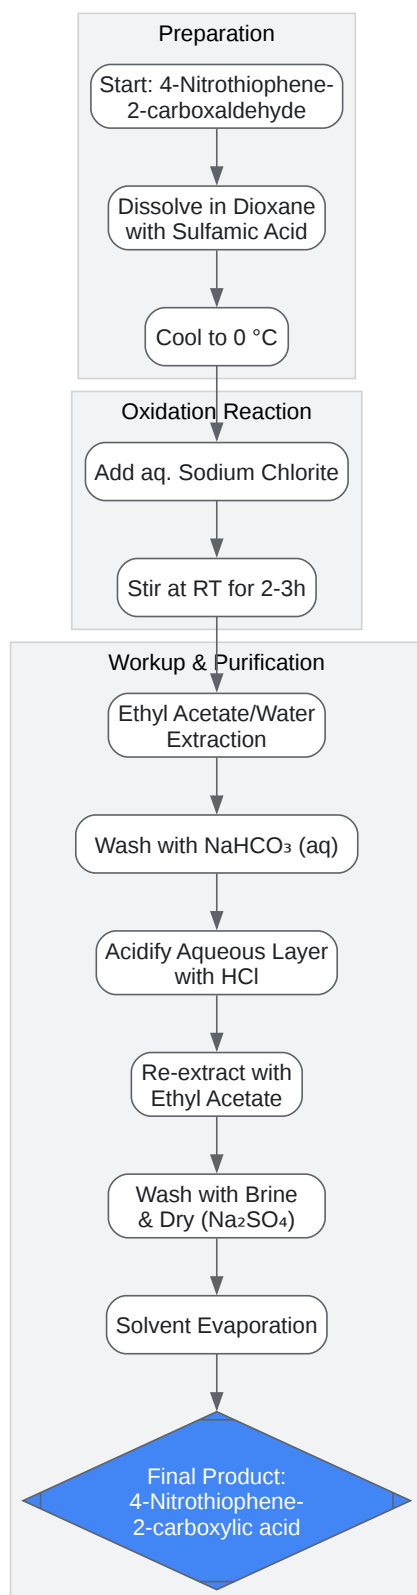 Preparation
Start: 4-Nitrothiophene-
2-carboxaldehyde
Dissolve in Dioxane
with Sulfamic Acid
Cool to 0 °C
Oxidation Reaction
Add aq. Sodium Chlorite
Stir at RT for 2-3h
Workup & Purification
Ethyl Acetate/Water
Extraction
Wash with NaHCO₃ (aq)
Acidify Aqueous Layer
with HCl
Re-extract with
Ethyl Acetate
Wash with Brine
& Dry (Na₂SO₄)
Solvent Evaporation
Final Product:
4-Nitrothiophene-
2-carboxylic acid